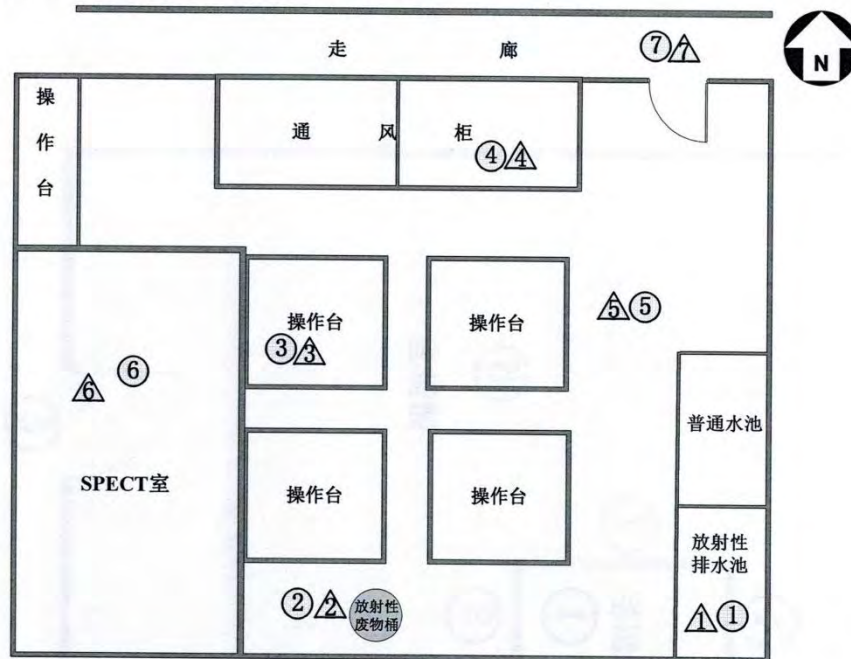 走 廊
⑦ 7
N
操作台
通 风 柜
④ 4
操作台
操作台
③ 3
5 ⑤
⑥
6
SPECT室
普通水池
操作台
操作台
放射性
排水池
② 2
放射性
废物桶
1 ①